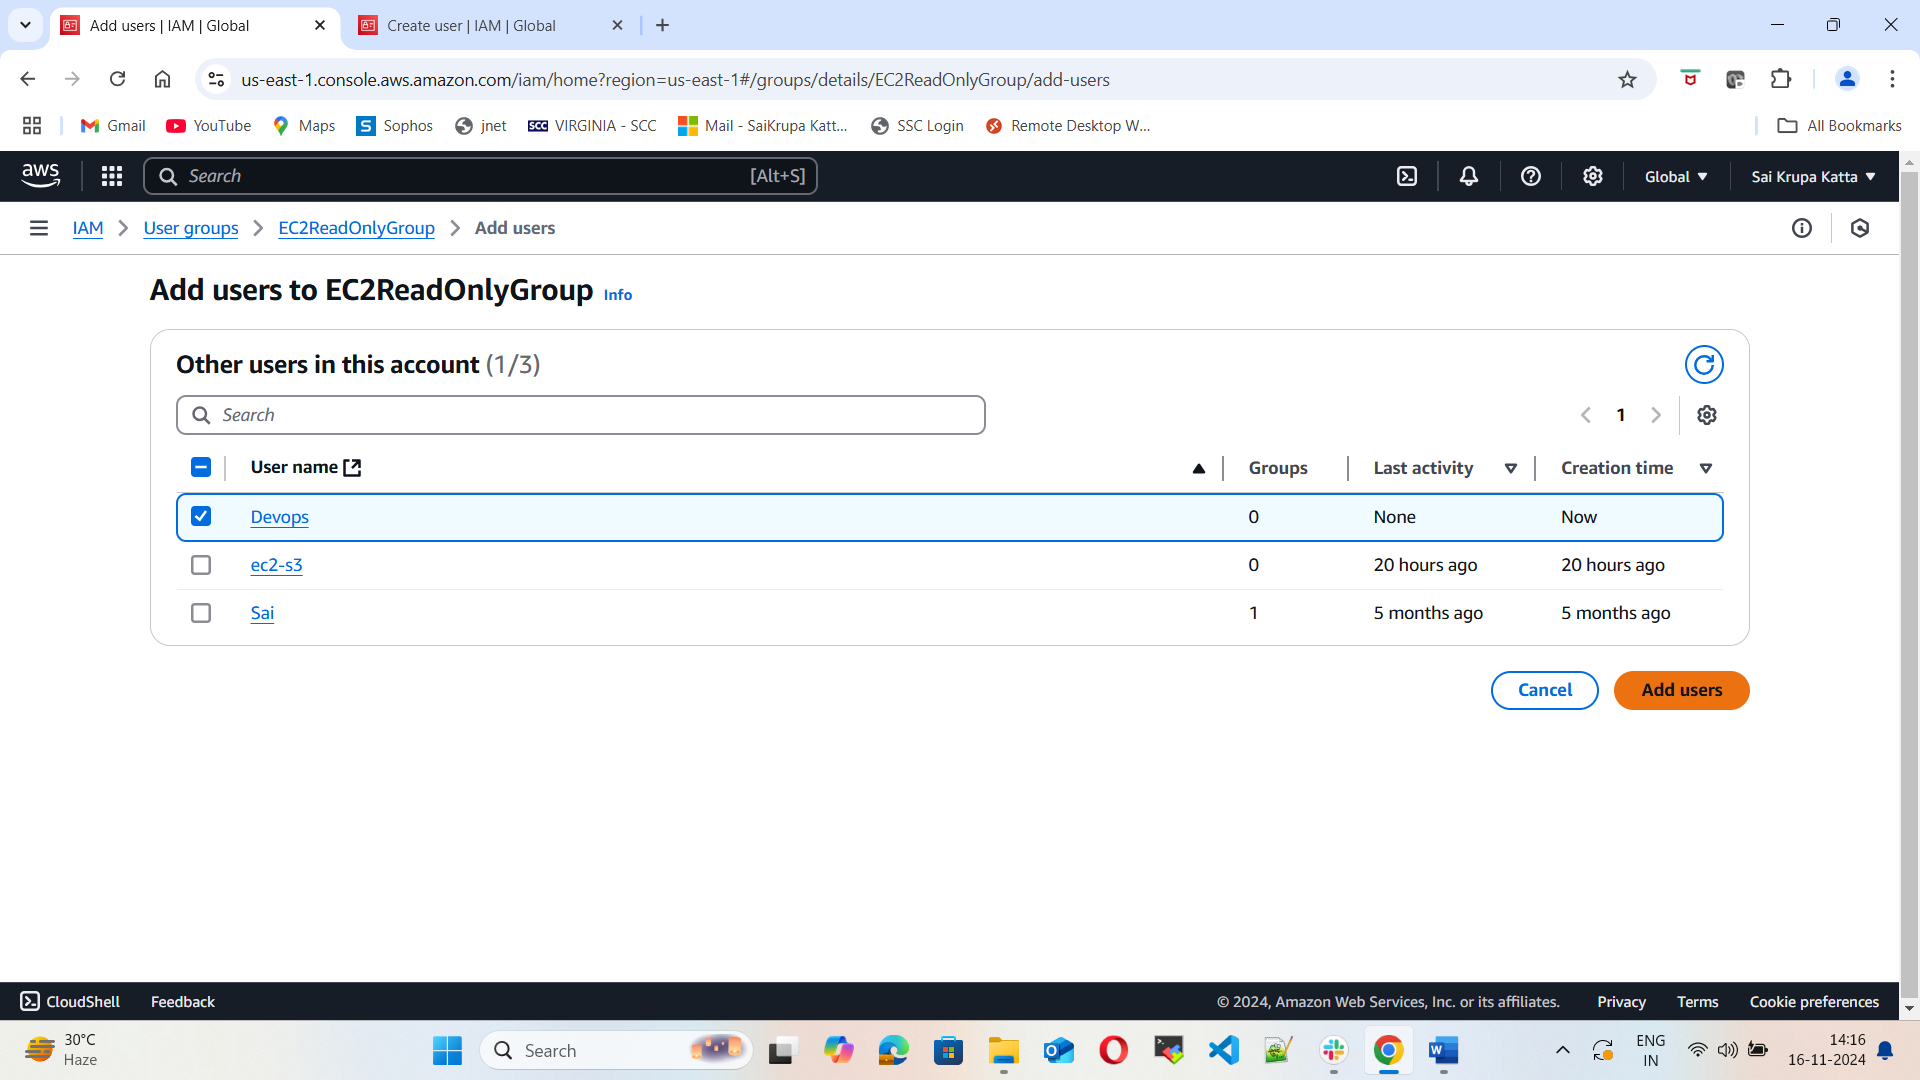 Add users | IAM | Global
Create user | IAM | Global
us-east-1.console.aws.amazon.com/iam/home?region=us-east-1#/groups/details/EC2ReadOnlyGroup/add-users
Gmail YouTube Maps Sophos jnet SCC VIRGINIA - SCC Mail - SaiKrupa Katt... SSC Login Remote Desktop W... All Bookmarks
aws Search [Alt+S] Global Sai Krupa Katta
IAM User groups EC2ReadOnlyGroup Add users
Add users to EC2ReadOnlyGroup Info
Other users in this account (1/3)
Search 1
User name Groups Last activity Creation time
Devops 0 None Now
ec2-s3 0 20 hours ago 20 hours ago
Sai 1 5 months ago 5 months ago
Cancel Add users
CloudShell Feedback © 2024, Amazon Web Services, Inc. or its affiliates. Privacy Terms Cookie preferences
30°C
Haze
Search
ENG
IN
14:16
16-11-2024